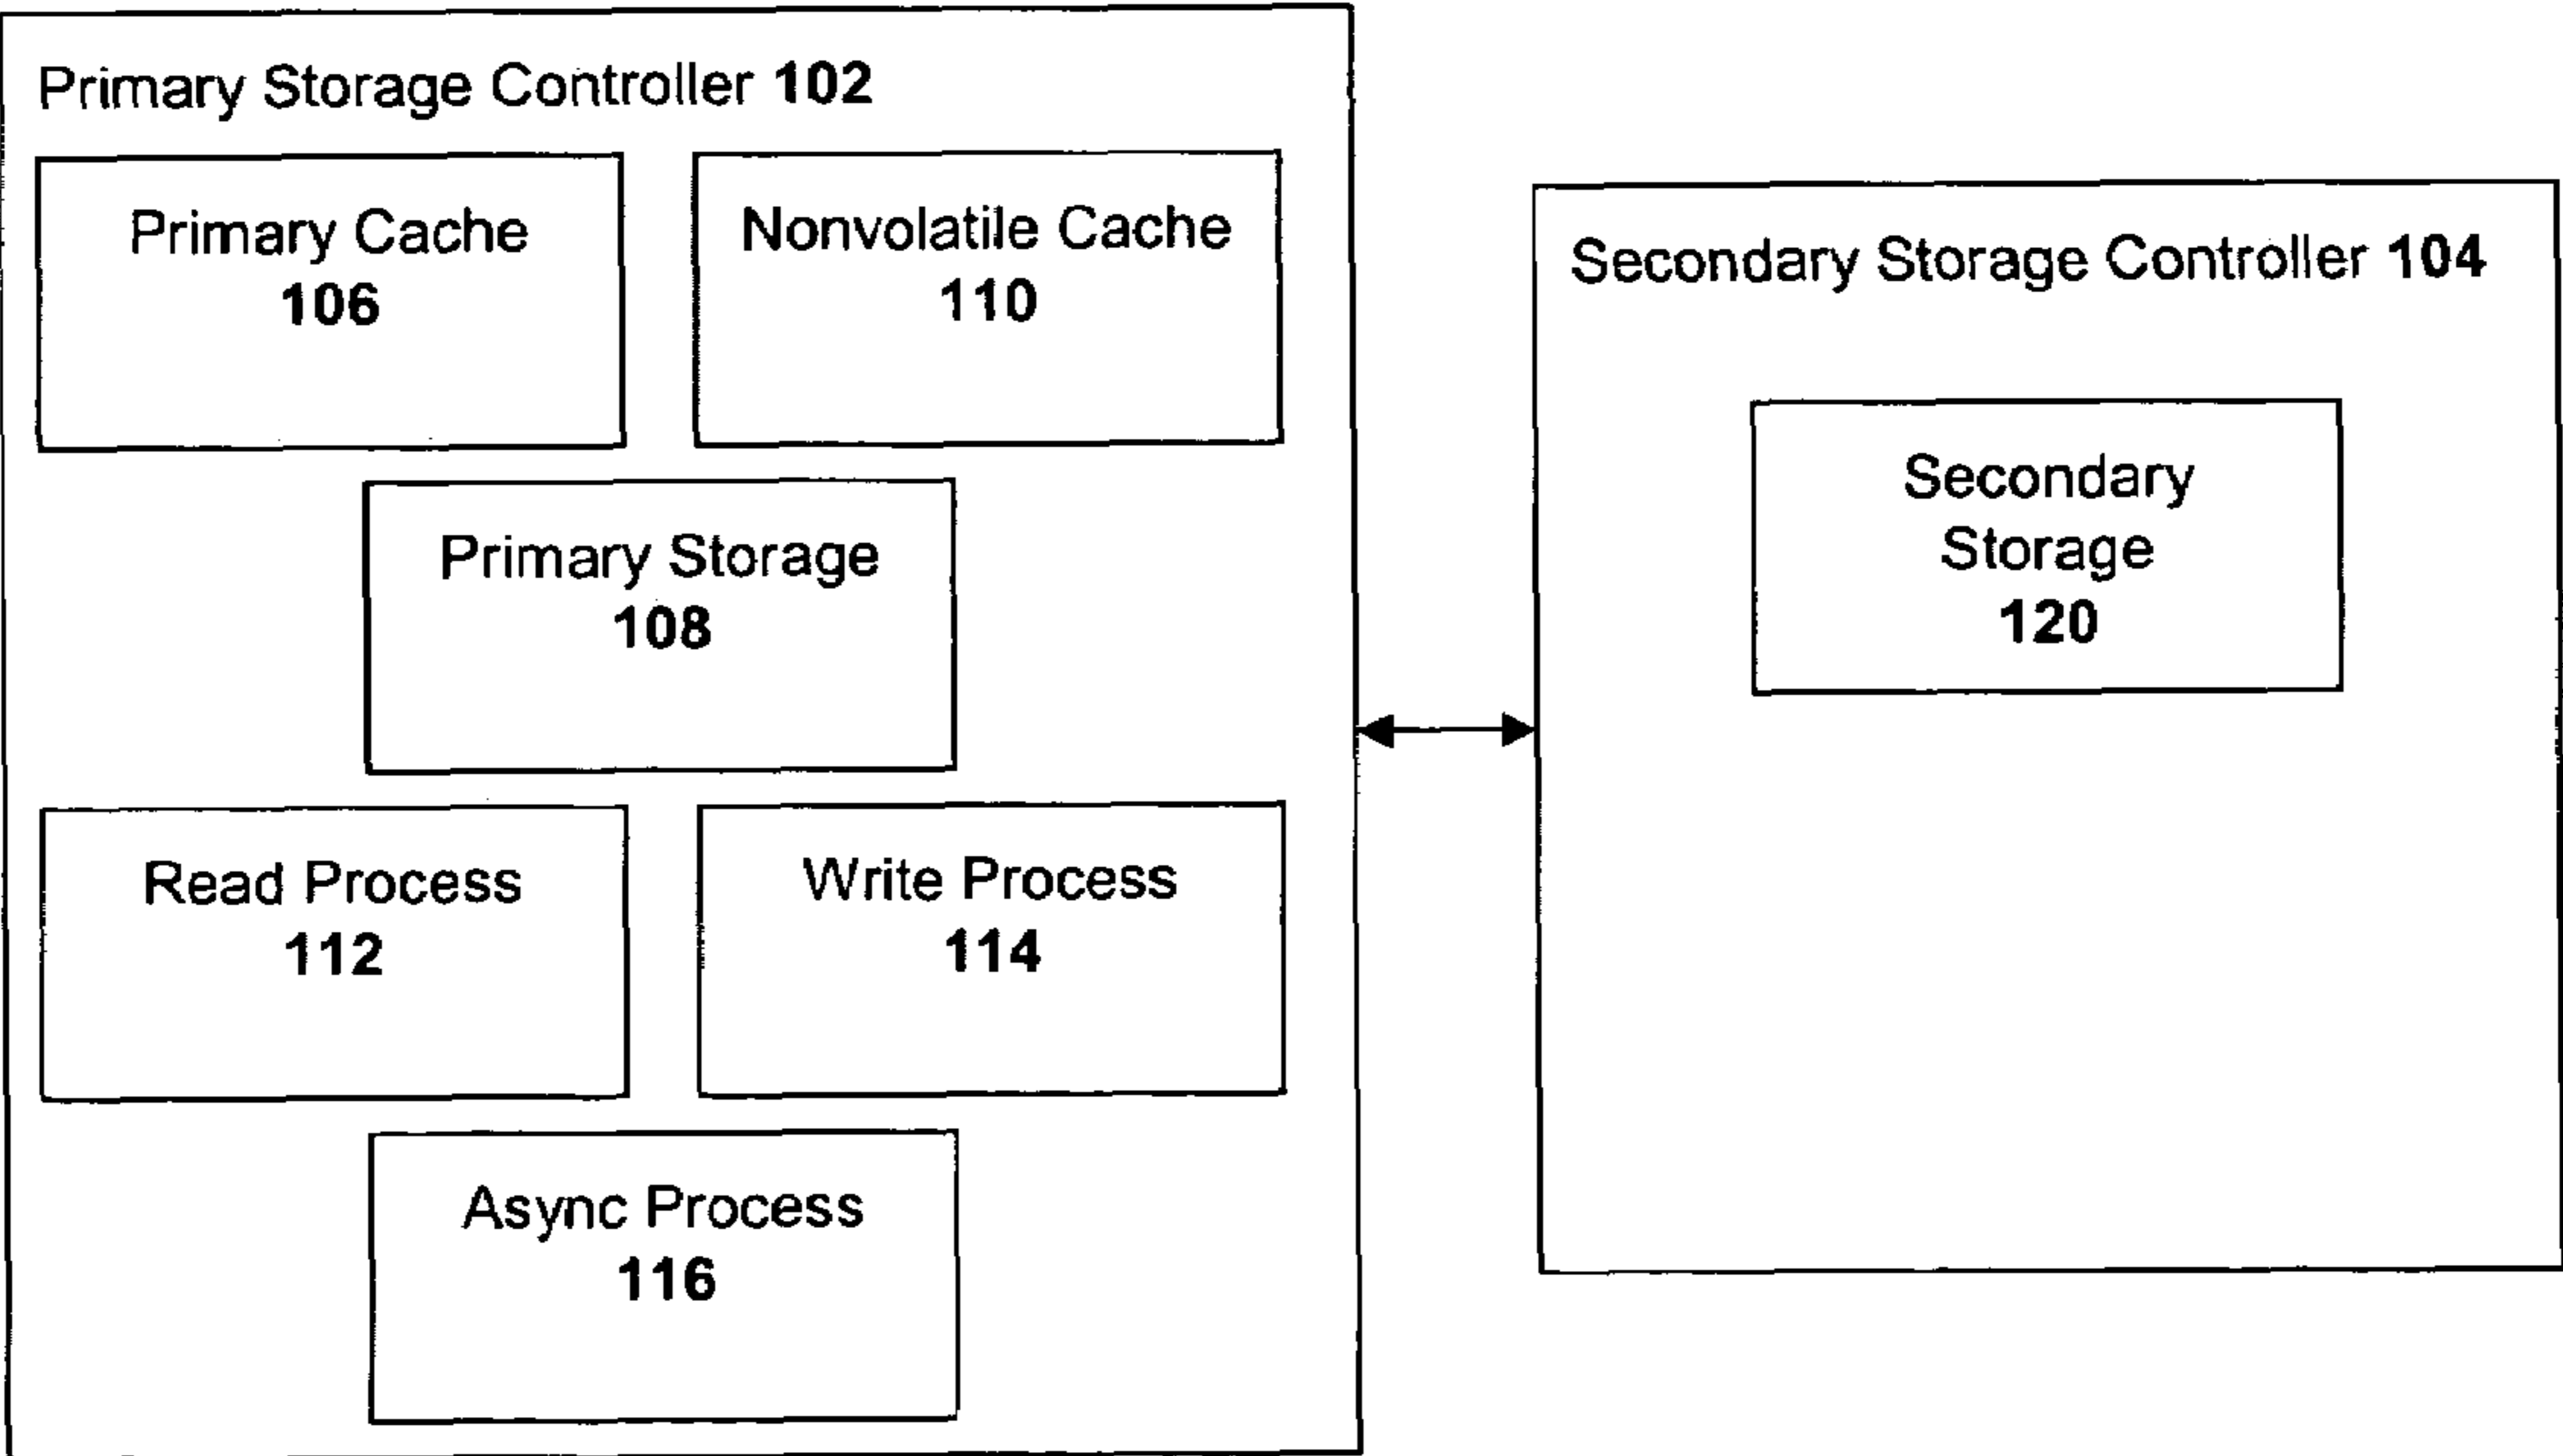 Primary Storage Controller 102
Primary Cache
106
Nonvolatile Cache
110
Primary Storage
108
Read Process
112
Write Process
114
Async Process
116
Secondary Storage Controller 104
Secondary
Storage
120